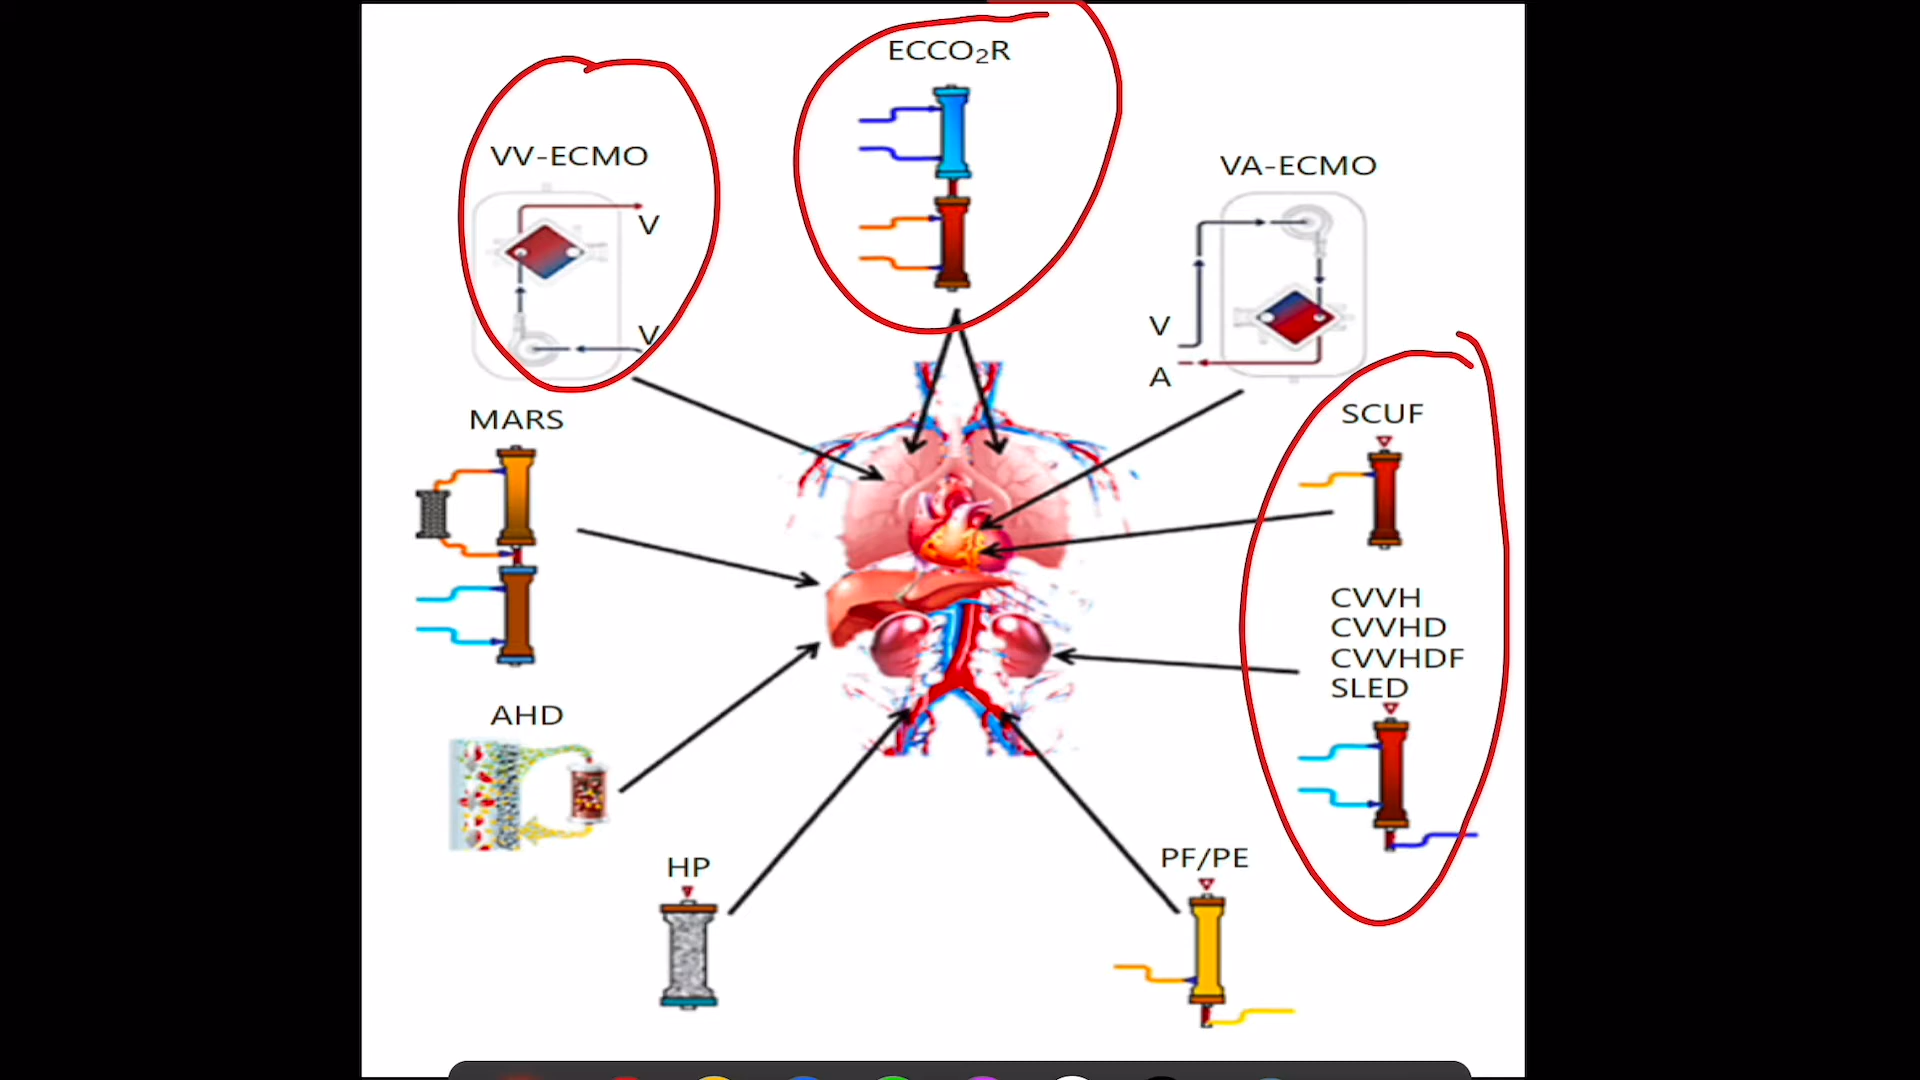 ECCO₂R
VV-ECMO
V
V
VA-ECMO
V
A
MARS
SCUF
CVVH
CVVHD
CVVHDF
SLED
AHD
HP
PF/PE